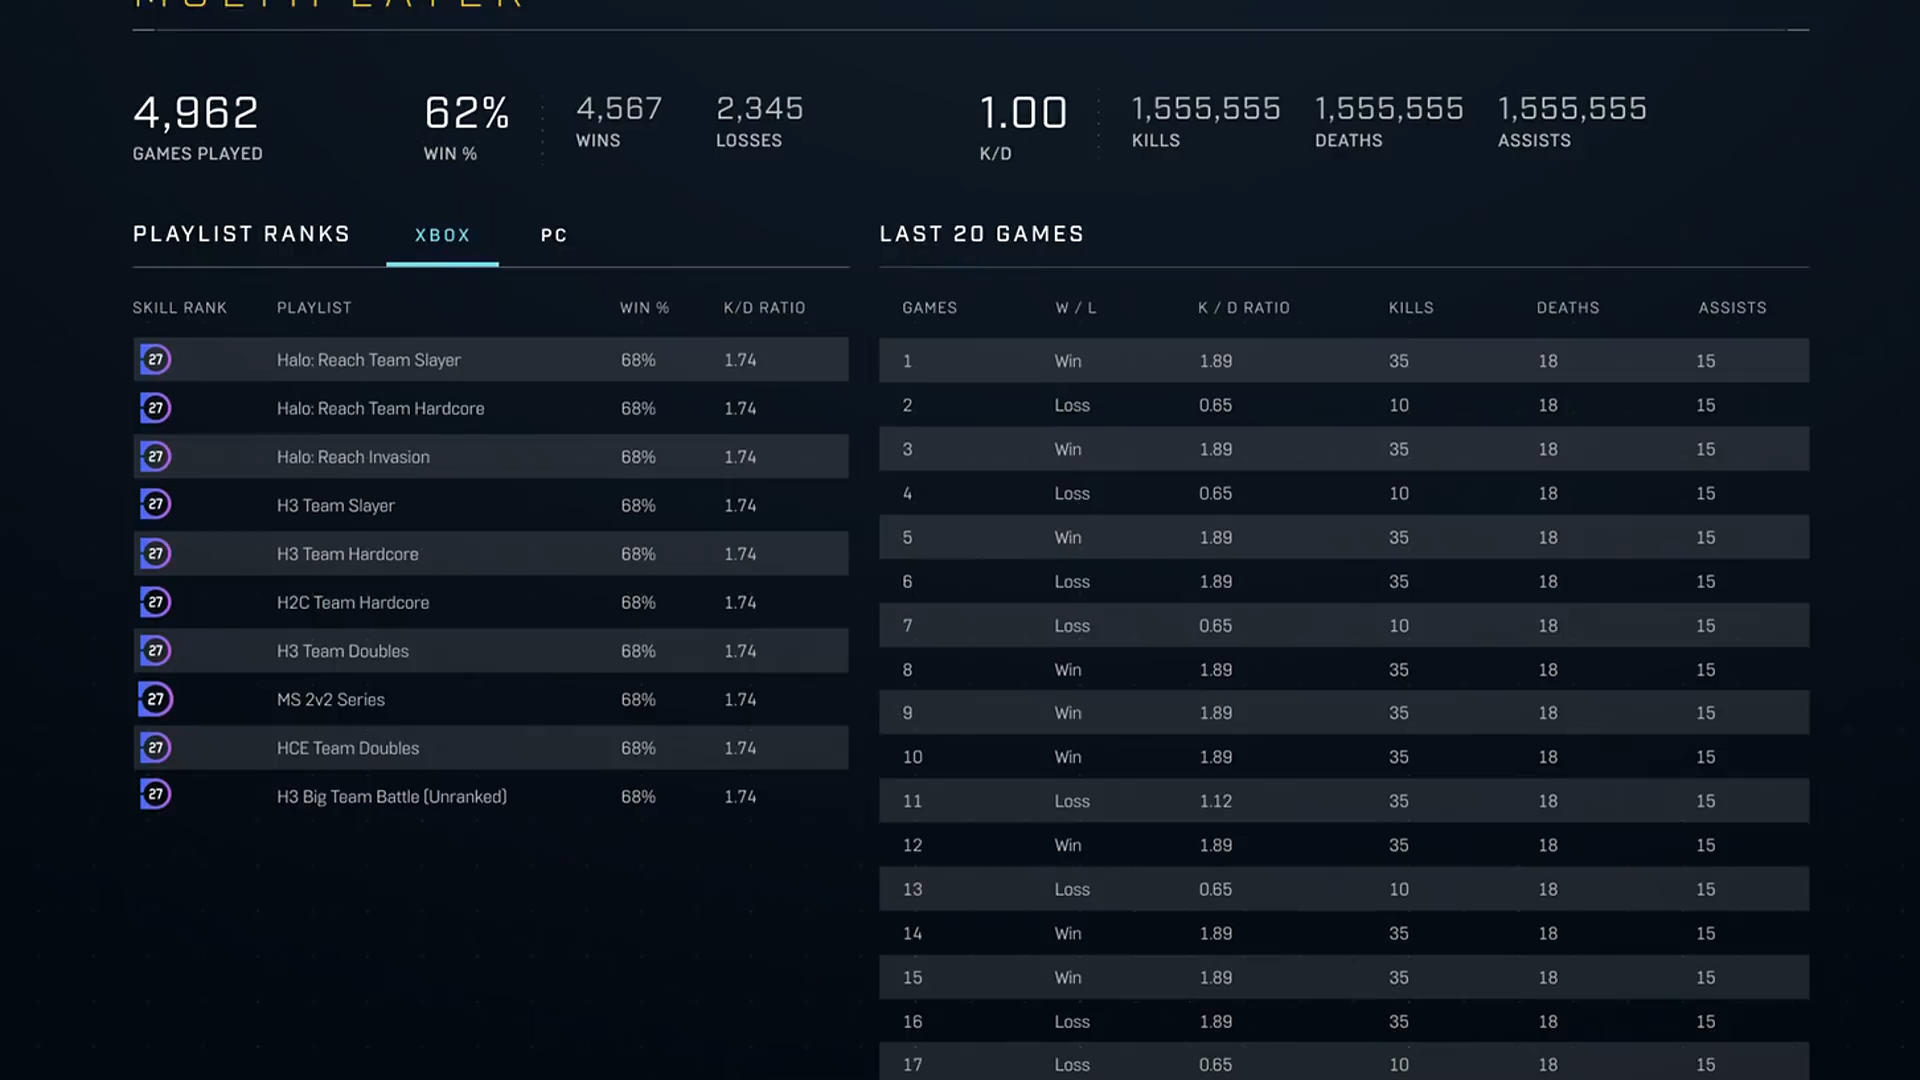 MULTIPLAYER
4,962 62% 4,567 2,345 1.00 1,555,555 1,555,555 1,555,555
GAMES PLAYED WIN % WINS LOSSES K/D KILLS DEATHS ASSISTS
PLAYLIST RANKS XBOX PC
SKILL RANK PLAYLIST WIN % K/D RATIO
27 Halo: Reach Team Slayer 68% 1.74
27 Halo: Reach Team Hardcore 68% 1.74
27 Halo: Reach Invasion 68% 1.74
27 H3 Team Slayer 68% 1.74
27 H3 Team Hardcore 68% 1.74
27 H2C Team Hardcore 68% 1.74
27 H3 Team Doubles 68% 1.74
27 MS 2v2 Series 68% 1.74
27 HCE Team Doubles 68% 1.74
27 H3 Big Team Battle (Unranked) 68% 1.74
LAST 20 GAMES
GAMES W / L K / D RATIO KILLS DEATHS ASSISTS
1 Win 1.89 35 18 15
2 Loss 0.65 10 18 15
3 Win 1.89 35 18 15
4 Loss 0.65 10 18 15
5 Win 1.89 35 18 15
6 Loss 1.89 35 18 15
7 Loss 0.65 10 18 15
8 Win 1.89 35 18 15
9 Win 1.89 35 18 15
10 Win 1.89 35 18 15
11 Loss 1.12 35 18 15
12 Win 1.89 35 18 15
13 Loss 0.65 10 18 15
14 Win 1.89 35 18 15
15 Win 1.89 35 18 15
16 Loss 1.89 35 18 15
17 Loss 0.65 10 18 15